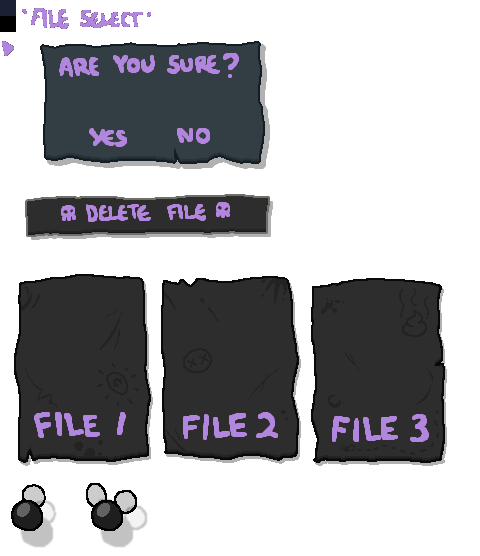 "FILE SELECT"
ARE YOU SURE?
YES NO
DELETE FILE
FILE 1 FILE 2 FILE 3